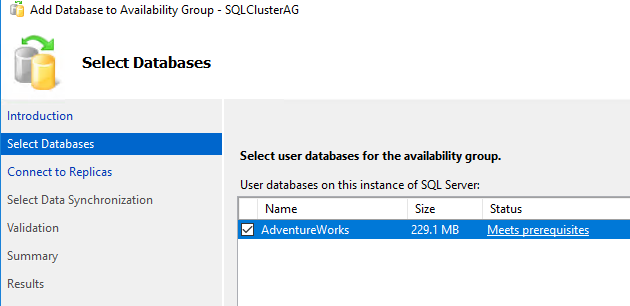 Add Database to Availability Group - SQLClusterAG
Select Databases
Introduction
Select Databases
Connect to Replicas
Select Data Synchronization
Validation
Summary
Results
Select user databases for the availability group.
User databases on this instance of SQL Server:
Name Size Status
AdventureWorks 229.1 MB Meets prerequisites